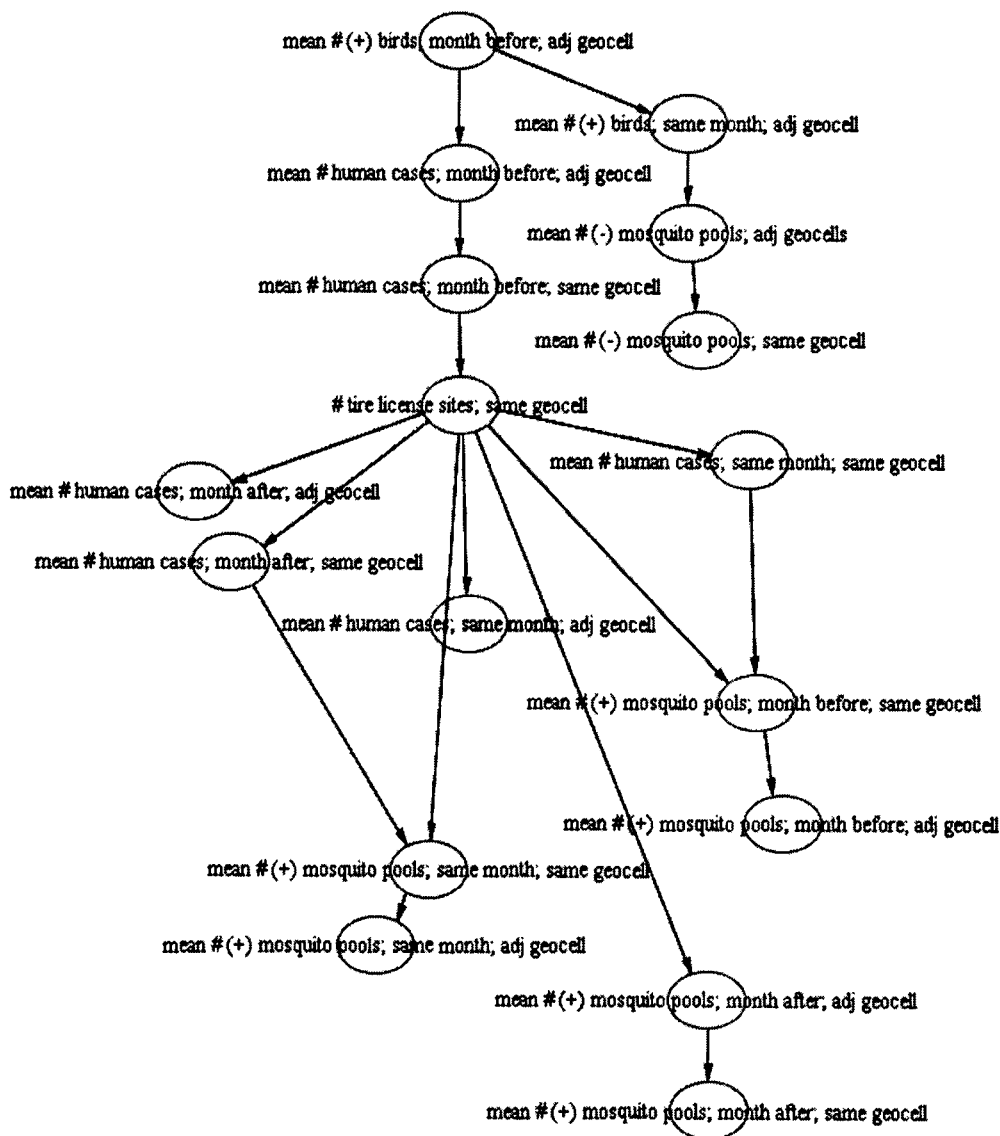 mean # (+) birds; month before; adj geocell
mean # (+) birds; same month; adj geocell
mean # human cases; month before; adj geocell
mean # (-) mosquito pools; adj geocells
mean # human cases; month before; same geocell
mean # (-) mosquito pools; same geocell
# tire license sites; same geocell
mean # human cases; same month; same geocell
mean # human cases; month after; adj geocell
mean # human cases; month after; same geocell
mean # human cases; same month; adj geocell
mean # (+) mosquito pools; month before; same geocell
mean # (+) mosquito pools; month before; adj geocell
mean # (+) mosquito pools; same month; same geocell
mean # (+) mosquito pools; same month; adj geocell
mean # (+) mosquito pools; month after; adj geocell
mean # (+) mosquito pools; month after; same geocell